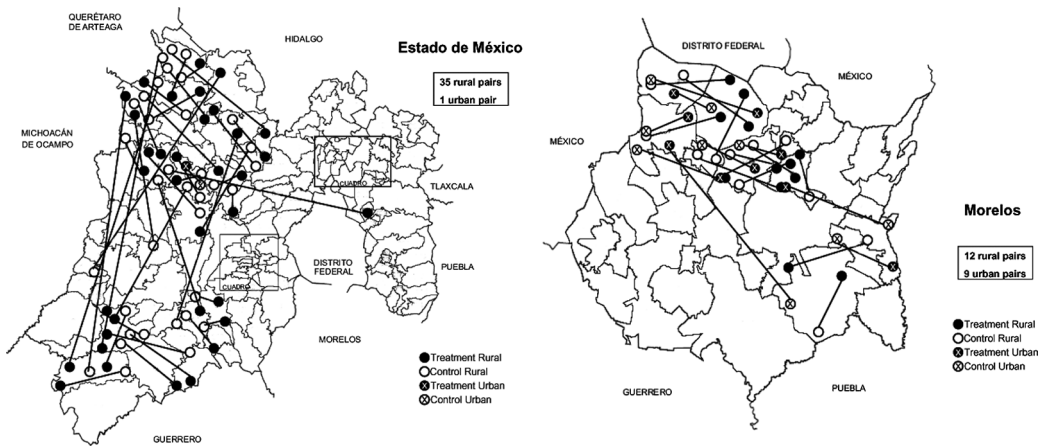 QUERÉTARO
DE ARTEAGA
HIDALGO
Estado de México
35 rural pairs
1 urban pair
MICHOACÁN
DE OCAMPO
CUADRO
TLAXCALA
DISTRITO
FEDERAL
CUADRO
PUEBLA
MORELOS
Treatment Rural
Control Rural
Treatment Urban
Control Urban
GUERRERO
DISTRITO FEDERAL
MÉXICO
MÉXICO
Morelos
12 rural pairs
9 urban pairs
Treatment Rural
Control Rural
Treatment Urban
Control Urban
GUERRERO
PUEBLA